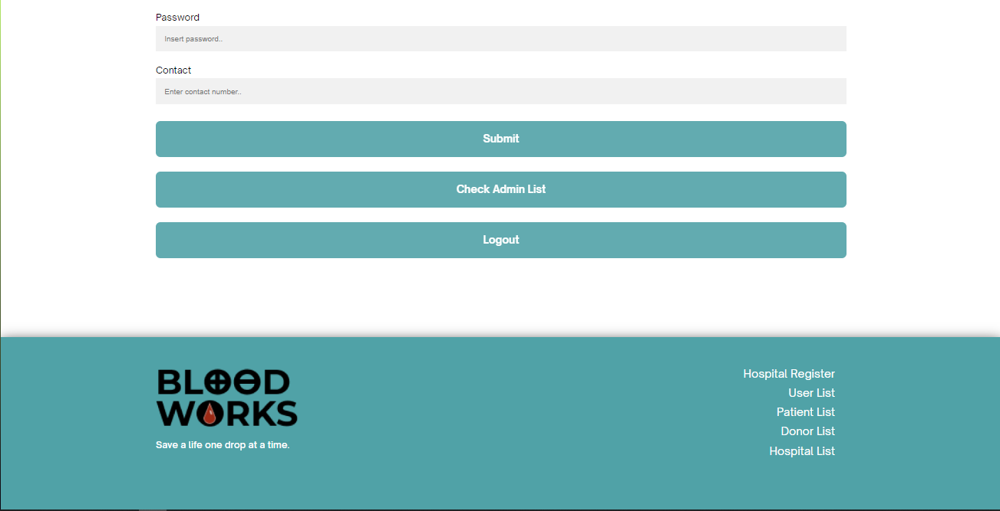 Password
Insert password..
Contact
Enter contact number..
Submit
Check Admin List
Logout
BLOOD
WORKS
Save a life one drop at a time.
Hospital Register
User List
Patient List
Donor List
Hospital List